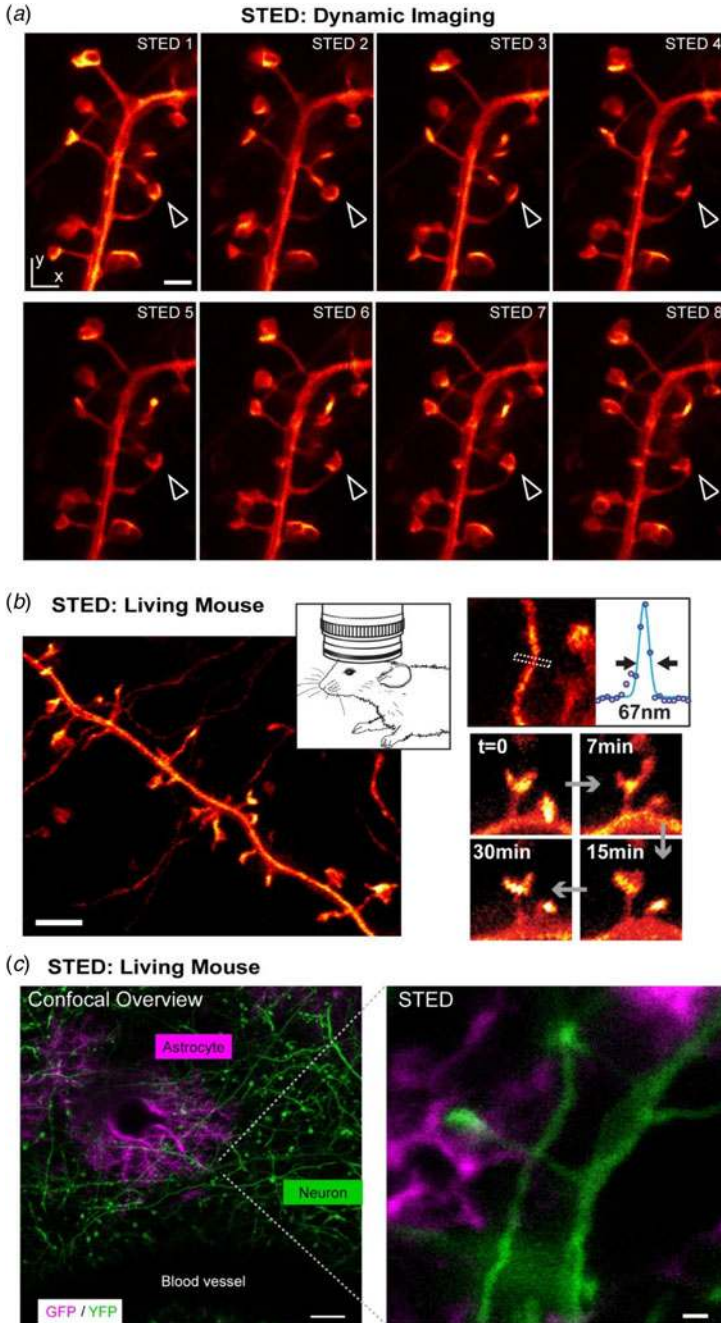 (a)
STED: Dynamic Imaging
STED 1
STED 2
STED 3
STED 4
y
x
STED 5
STED 6
STED 7
STED 8
(b) STED: Living Mouse
67nm
t=0
7min
30min
15min
(c) STED: Living Mouse
Confocal Overview
STED
Astrocyte
Neuron
Blood vessel
GFP / YFP